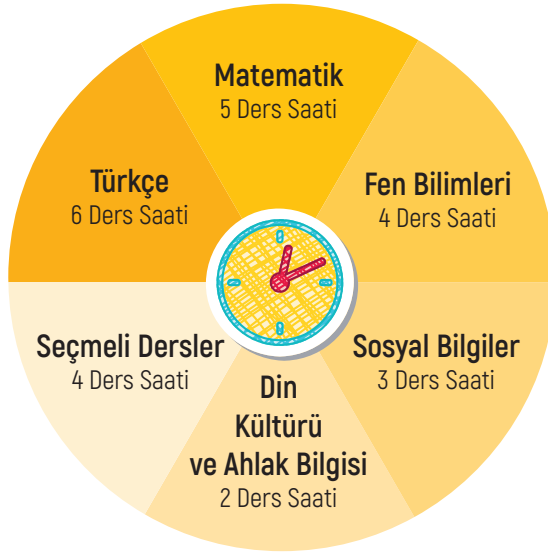 Matematik
5 Ders Saati
Fen Bilimleri
4 Ders Saati
Sosyal Bilgiler
3 Ders Saati
Din
Kültürü
ve Ahlak Bilgisi
2 Ders Saati
Seçmeli Dersler
4 Ders Saati
Türkçe
6 Ders Saati